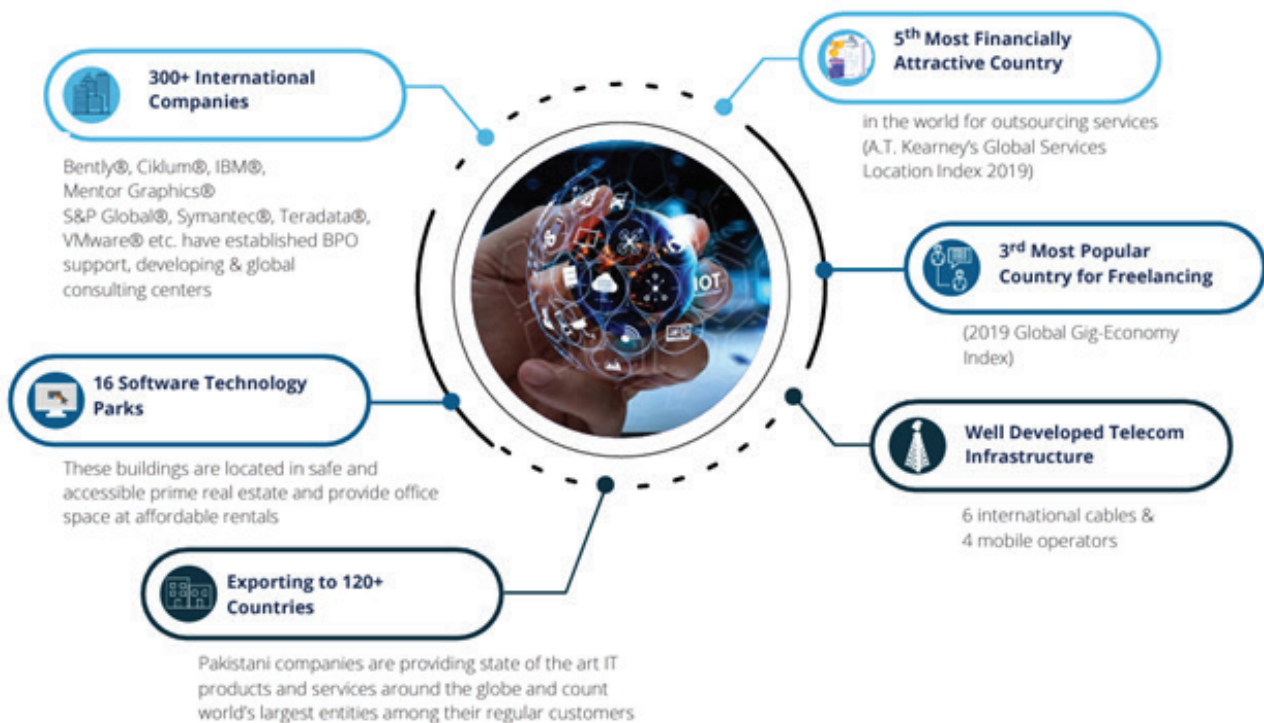 300+ International
Companies
Bently®, Ciklum®, IBM®,
Mentor Graphics®
S&P Global®, Symantec®, Teradata®,
VMware® etc. have established BPO
support, developing & global
consulting centers
16 Software Technology
Parks
These buildings are located in safe and
accessible prime real estate and provide office
space at affordable rentals
Exporting to 120+
Countries
Pakistani companies are providing state of the art IT
products and services around the globe and count
world's largest entities among their regular customers
5th Most Financially
Attractive Country
in the world for outsourcing services
(A.T. Kearney's Global Services
Location Index 2019)
3rd Most Popular
Country for Freelancing
(2019 Global Gig-Economy
Index)
Well Developed Telecom
Infrastructure
6 international cables &
4 mobile operators
IOT